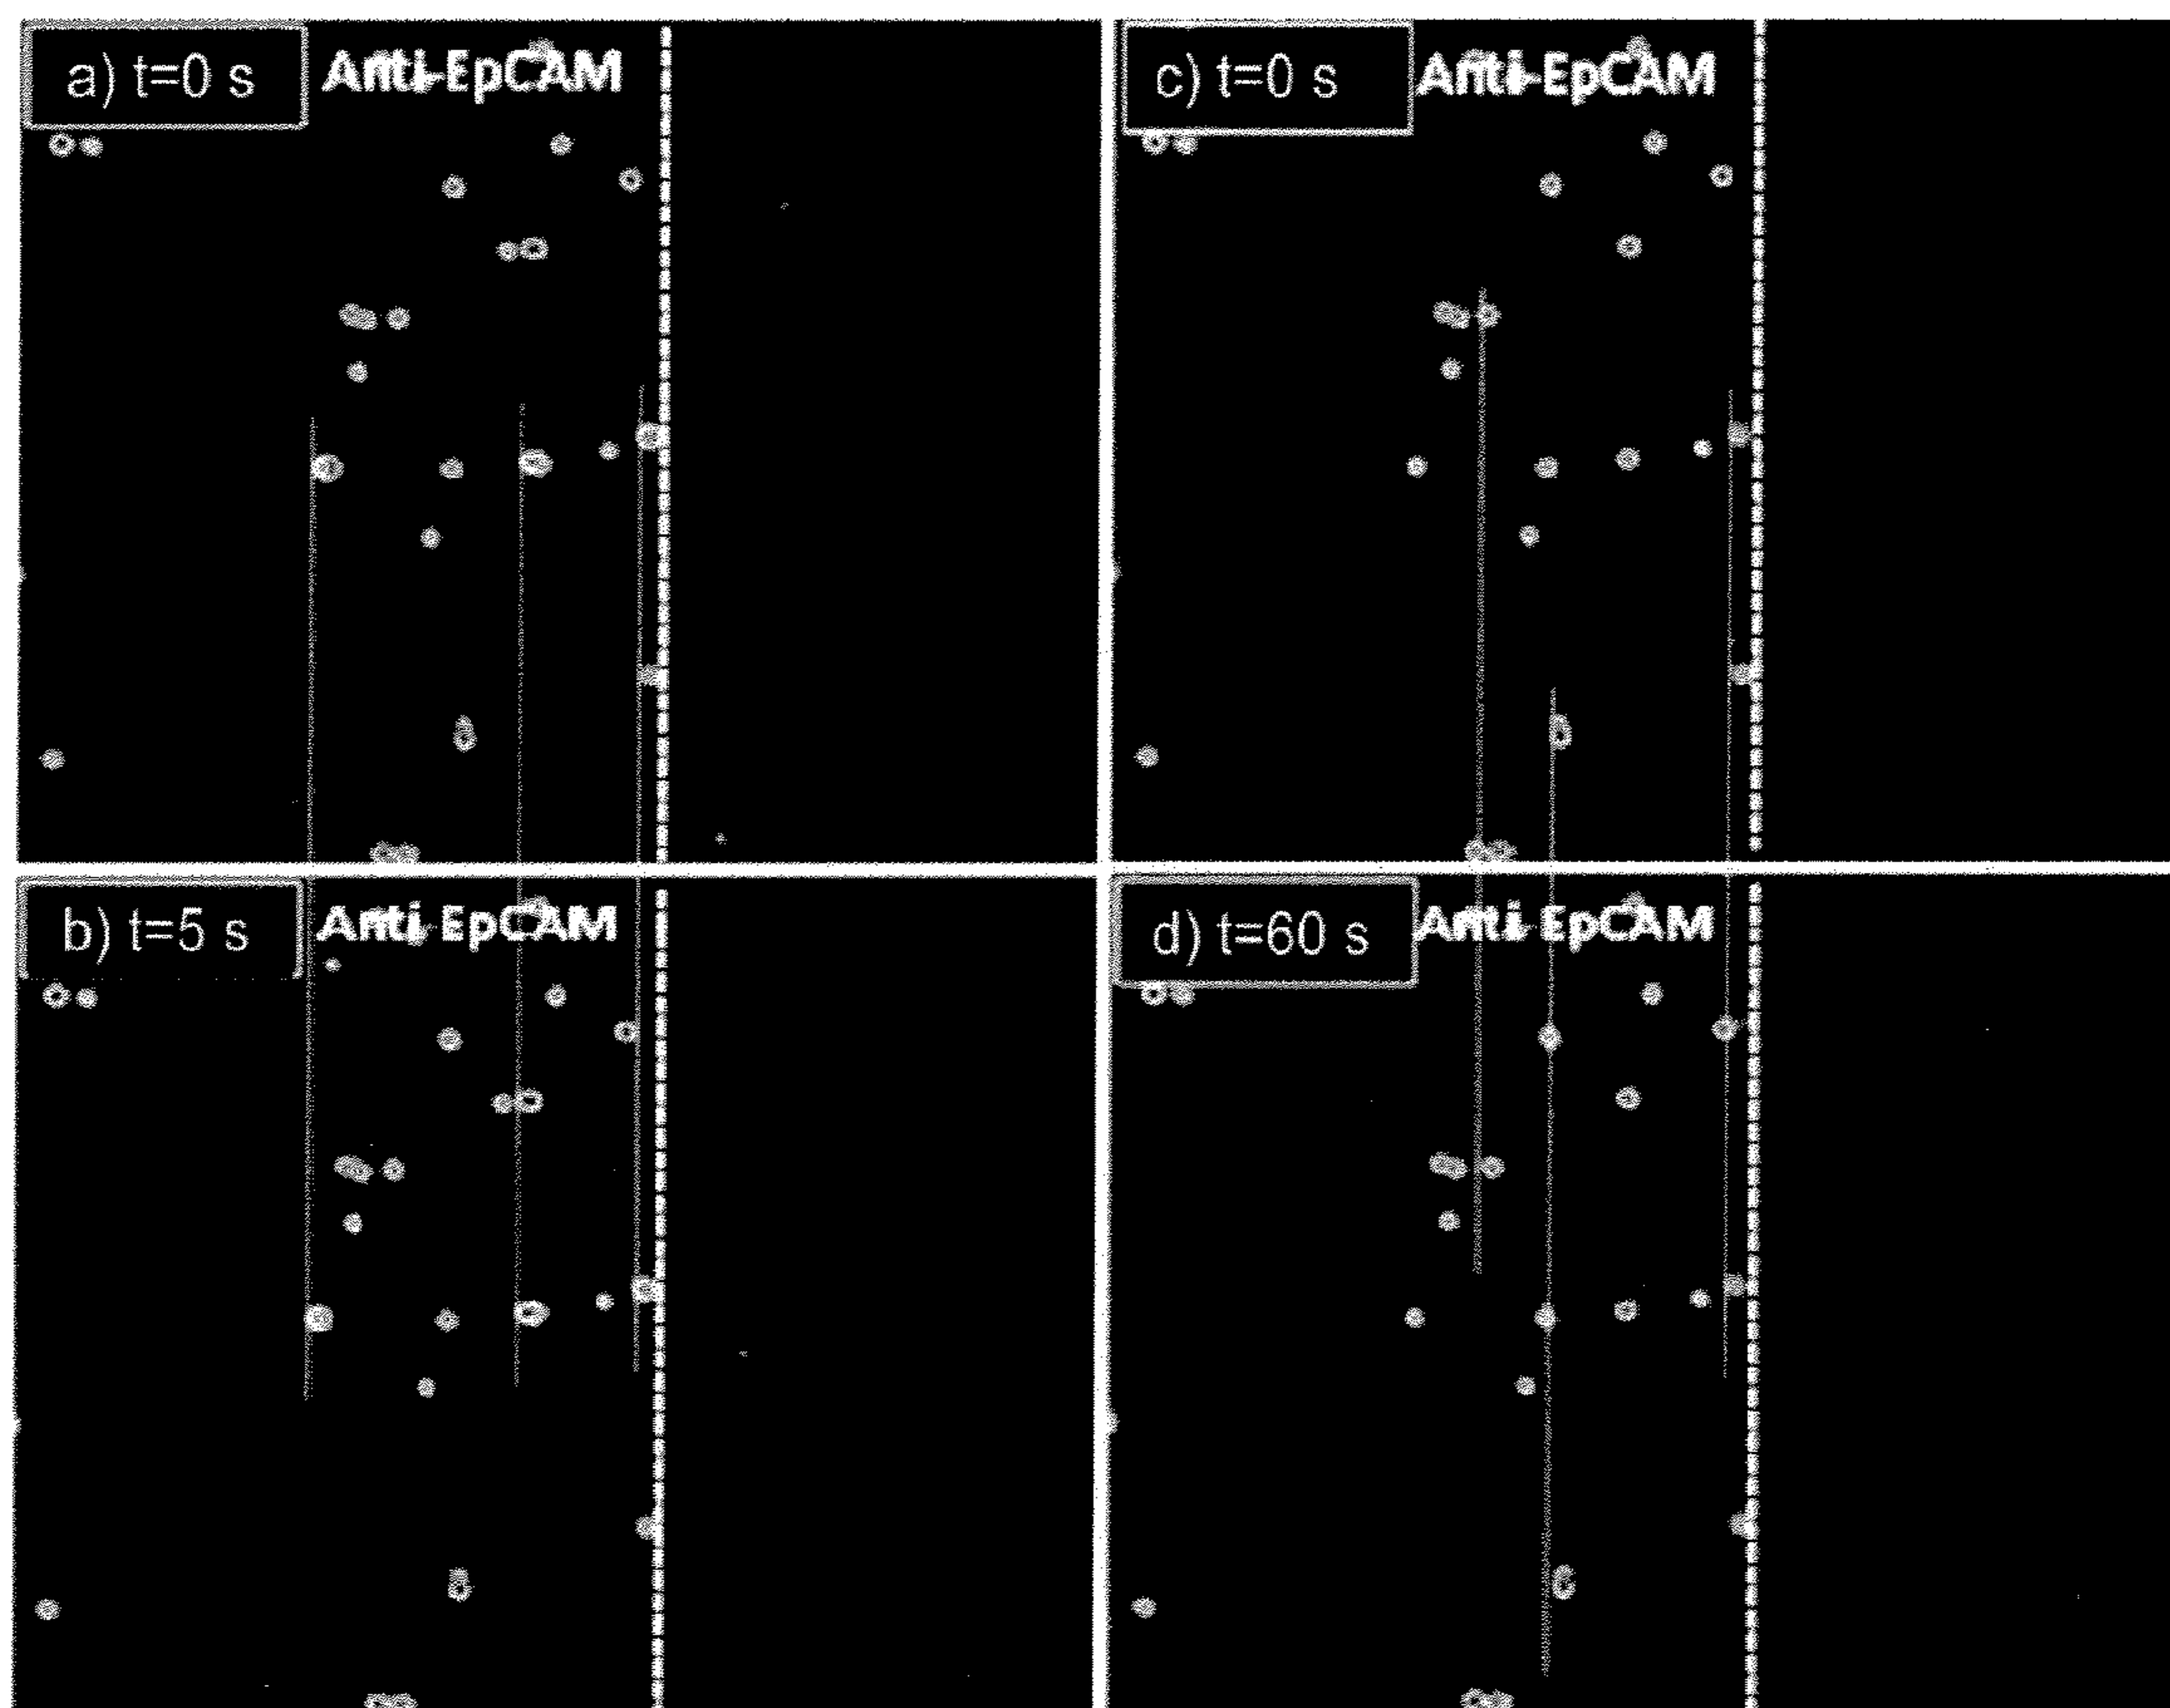 a) t=0 s Anti-EpCAM
c) t=0 s Anti-EpCAM
b) t=5 s Anti-EpCAM
d) t=60 s Anti-EpCAM